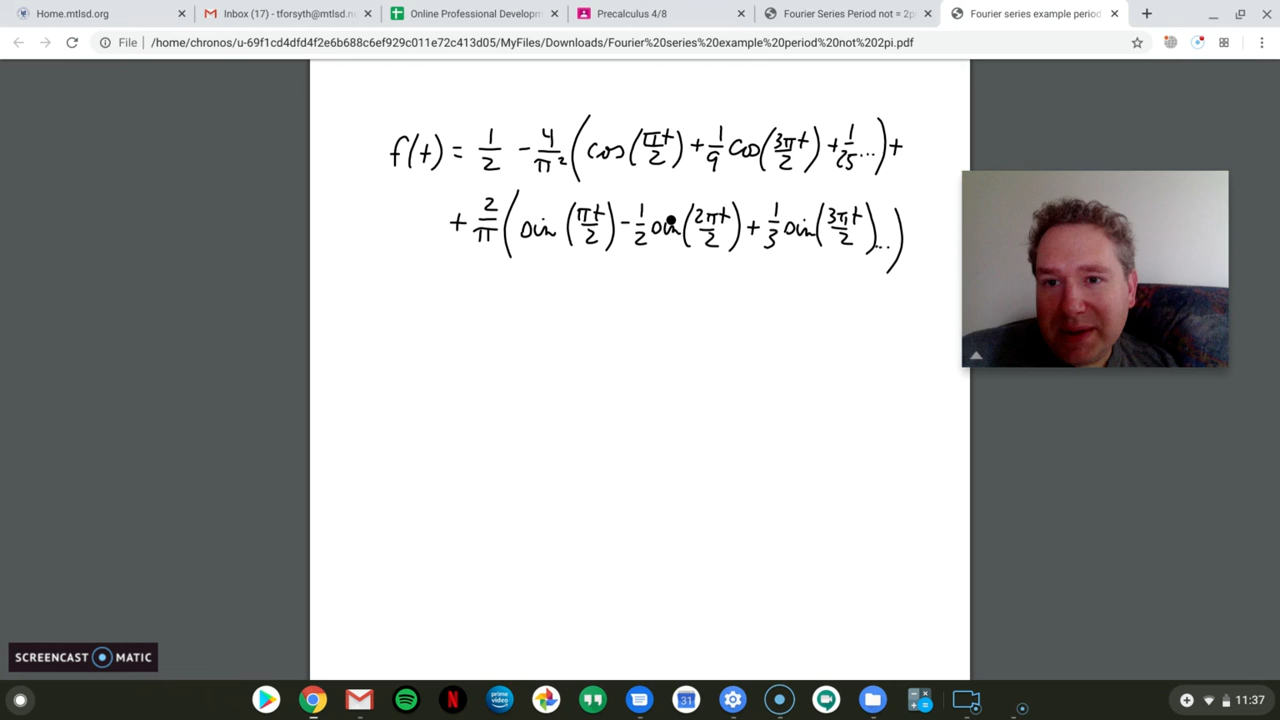 Home.mtlsd.org
Inbox (17) - tforsyth@mtlsd.n
Online Professional Developm
Precalculus 4/8
Fourier Series Period not = 2p
Fourier series example period
File | /home/chronos/u-69f1cd4dfd4f2e6b688c6ef929c011e72c413d05/MyFiles/Downloads/Fourier%20series%20example%20period%20not%202pi.pdf
f(t) = 1/2 - 4/π² (cos(πt/2) + 1/9 cos(3πt/2) + 1/25 ...) +
+ 2/π (sin(πt/2) - 1/2 sin(2πt/2) + 1/3 sin(3πt/2) ...)
SCREENCAST MATIC
prime video
31
11:37